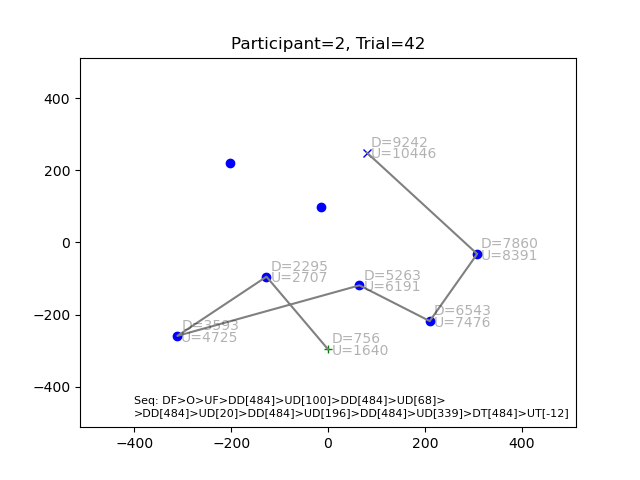 Participant=2, Trial=42
400
200
0
−200
−400
D=9242
U=10446
D=7860
U=8391
D=2295
U=2707
D=5263
U=6191
D=6543
U=7476
D=3593
U=4725
D=756
U=1640
Seq: DF>O>UF>DD[484]>UD[100]>DD[484]>UD[68]>
>DD[484]>UD[20]>DD[484]>UD[196]>DD[484]>UD[339]>DT[484]>UT[-12]
−400 −200 0 200 400